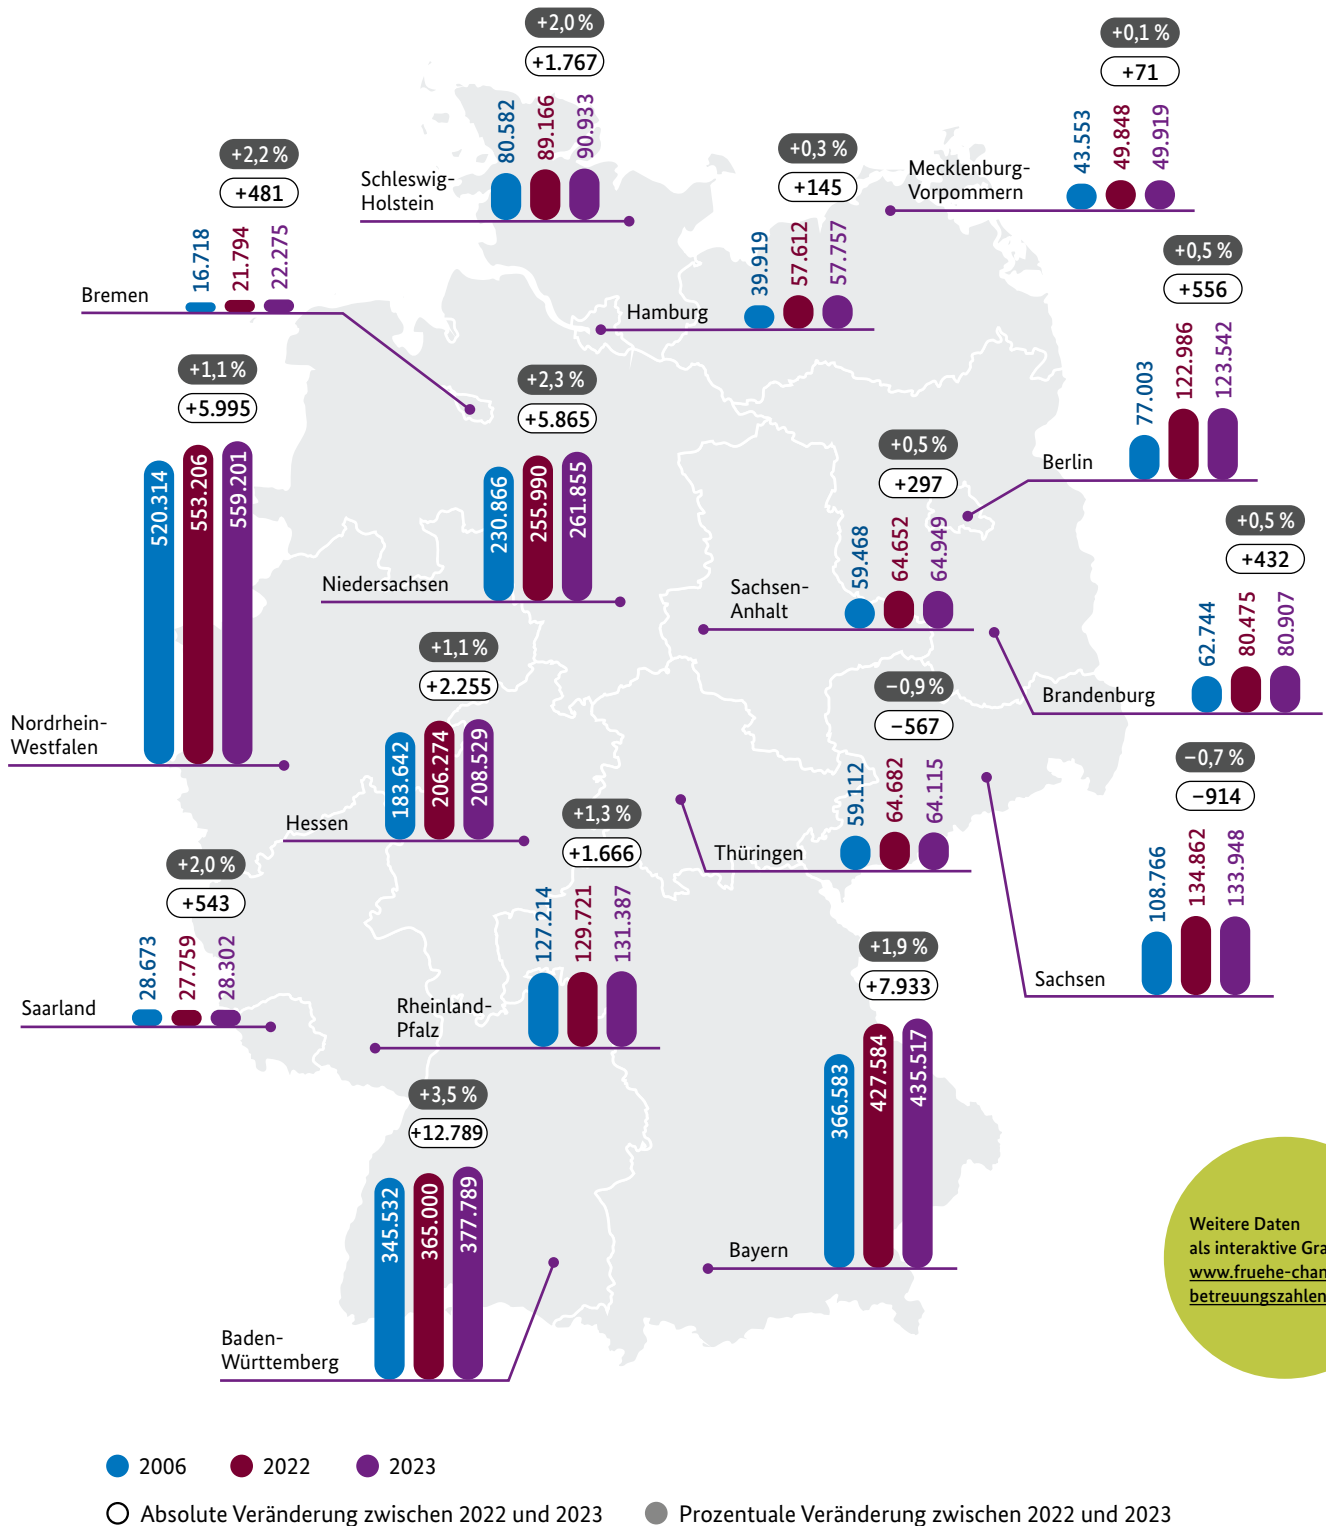 +2,0 %
+1.767
80.582
89.166
90.933
Schleswig-
Holstein
+0,1 %
+71
43.553
49.848
49.919
Mecklenburg-
Vorpommern
+2,2 %
+481
16.718
21.794
22.275
Bremen
+0,3 %
+145
39.919
57.612
57.757
Hamburg
+0,5 %
+556
77.003
122.986
123.542
Berlin
+1,1 %
+5.995
520.314
553.206
559.201
Nordrhein-
Westfalen
+2,3 %
+5.865
230.866
255.990
261.855
Niedersachsen
+0,5 %
+297
59.468
64.652
64.949
Sachsen-
Anhalt
+0,5 %
+432
62.744
80.475
80.907
Brandenburg
+1,1 %
+2.255
183.642
206.274
208.529
Hessen
−0,9 %
−567
59.112
64.682
64.115
Thüringen
−0,7 %
−914
108.766
134.862
133.948
Sachsen
+2,0 %
+543
28.673
27.759
28.302
Saarland
+1,3 %
+1.666
127.214
129.721
131.387
Rheinland-
Pfalz
+1,9 %
+7.933
366.583
427.584
435.517
Bayern
+3,5 %
+12.789
345.532
365.000
377.789
Baden-
Württemberg
Weitere Daten
als interaktive Gra
www.fruehe-chan
betreuungszahlen
2006
2022
2023
Absolute Veränderung zwischen 2022 und 2023
Prozentuale Veränderung zwischen 2022 und 2023